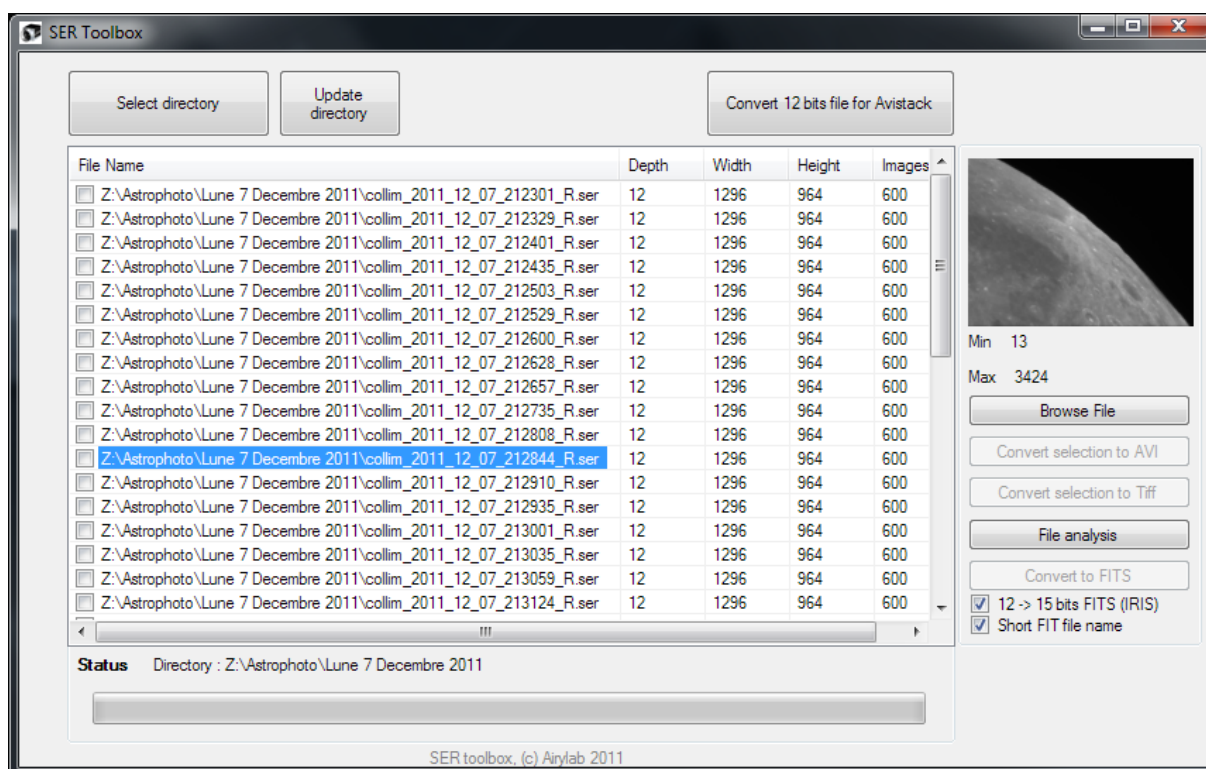 SER Toolbox
Select directory
Update
directory
Convert 12 bits file for Avistack
File Name Depth Width Height Images
Z:\Astrophoto\Lune 7 Decembre 2011\collim_2011_12_07_212301_R.ser 12 1296 964 600
Z:\Astrophoto\Lune 7 Decembre 2011\collim_2011_12_07_212329_R.ser 12 1296 964 600
Z:\Astrophoto\Lune 7 Decembre 2011\collim_2011_12_07_212401_R.ser 12 1296 964 600
Z:\Astrophoto\Lune 7 Decembre 2011\collim_2011_12_07_212435_R.ser 12 1296 964 600
Z:\Astrophoto\Lune 7 Decembre 2011\collim_2011_12_07_212503_R.ser 12 1296 964 600
Z:\Astrophoto\Lune 7 Decembre 2011\collim_2011_12_07_212529_R.ser 12 1296 964 600
Z:\Astrophoto\Lune 7 Decembre 2011\collim_2011_12_07_212600_R.ser 12 1296 964 600
Z:\Astrophoto\Lune 7 Decembre 2011\collim_2011_12_07_212628_R.ser 12 1296 964 600
Z:\Astrophoto\Lune 7 Decembre 2011\collim_2011_12_07_212657_R.ser 12 1296 964 600
Z:\Astrophoto\Lune 7 Decembre 2011\collim_2011_12_07_212735_R.ser 12 1296 964 600
Z:\Astrophoto\Lune 7 Decembre 2011\collim_2011_12_07_212808_R.ser 12 1296 964 600
Z:\Astrophoto\Lune 7 Decembre 2011\collim_2011_12_07_212844_R.ser 12 1296 964 600
Z:\Astrophoto\Lune 7 Decembre 2011\collim_2011_12_07_212910_R.ser 12 1296 964 600
Z:\Astrophoto\Lune 7 Decembre 2011\collim_2011_12_07_212935_R.ser 12 1296 964 600
Z:\Astrophoto\Lune 7 Decembre 2011\collim_2011_12_07_213001_R.ser 12 1296 964 600
Z:\Astrophoto\Lune 7 Decembre 2011\collim_2011_12_07_213035_R.ser 12 1296 964 600
Z:\Astrophoto\Lune 7 Decembre 2011\collim_2011_12_07_213059_R.ser 12 1296 964 600
Z:\Astrophoto\Lune 7 Decembre 2011\collim_2011_12_07_213124_R.ser 12 1296 964 600
Min 13
Max 3424
Browse File
Convert selection to AVI
Convert selection to Tiff
File analysis
Convert to FITS
12 -> 15 bits FITS (IRIS)
Short FIT file name
Status Directory : Z:\Astrophoto\Lune 7 Decembre 2011
SER toolbox, (c) Airylab 2011